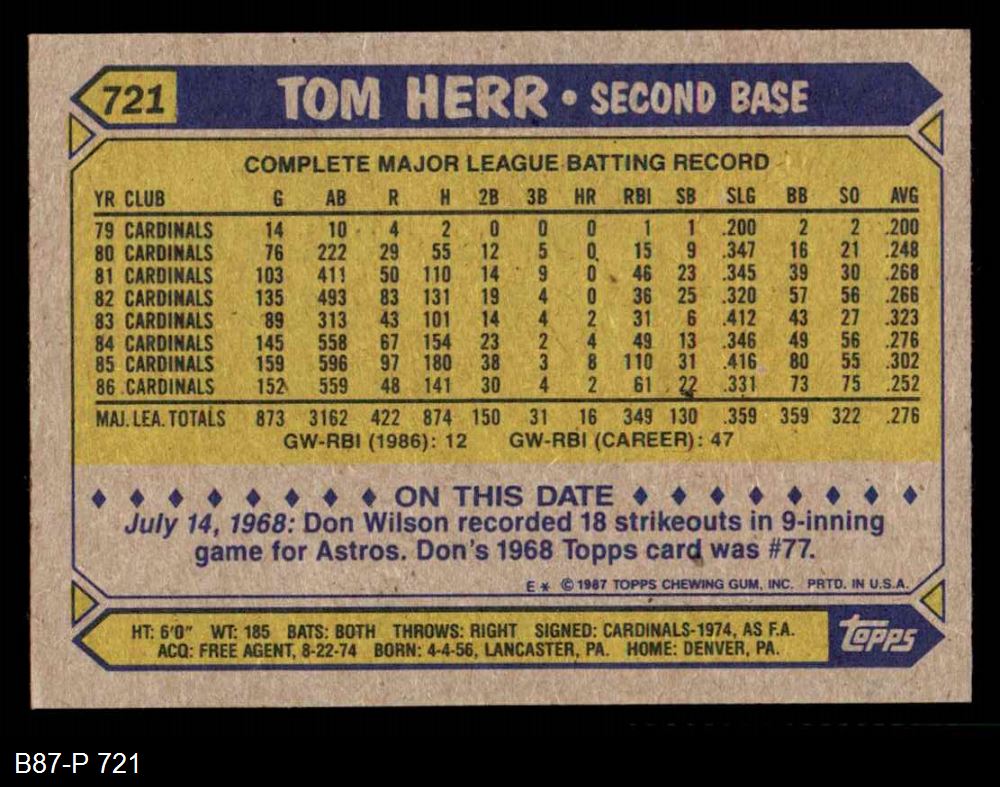 721 TOM HERR • SECOND BASE
COMPLETE MAJOR LEAGUE BATTING RECORD
YR CLUB G AB R H 2B 3B HR RBI SB SLG BB SO AVG
79 CARDINALS 14 10 4 2 0 0 0 1 1 .200 2 2 .200
80 CARDINALS 76 222 29 55 12 5 0 15 9 .347 16 21 .248
81 CARDINALS 103 411 50 110 14 9 0 46 23 .345 39 30 .268
82 CARDINALS 135 493 83 131 19 4 0 36 25 .320 57 56 .266
83 CARDINALS 89 313 43 101 14 4 2 31 6 .412 43 27 .323
84 CARDINALS 145 558 67 154 23 2 4 49 13 .346 49 56 .276
85 CARDINALS 159 596 97 180 38 3 8 110 31 .416 80 55 .302
86 CARDINALS 152 559 48 141 30 4 2 61 22 .331 73 75 .252
MAJ. LEA. TOTALS 873 3162 422 874 150 31 16 349 130 .359 359 322 .276
GW-RBI (1986): 12 GW-RBI (CAREER): 47
♦ ♦ ♦ ♦ ♦ ♦ ♦ ♦ ON THIS DATE ♦ ♦ ♦ ♦ ♦ ♦ ♦ ♦
July 14, 1968: Don Wilson recorded 18 strikeouts in 9-inning
game for Astros. Don's 1968 Topps card was #77.
E* © 1987 TOPPS CHEWING GUM, INC. PRTD. IN U.S.A.
HT: 6'0" WT: 185 BATS: BOTH THROWS: RIGHT SIGNED: CARDINALS-1974, AS F.A.
ACQ: FREE AGENT, 8-22-74 BORN: 4-4-56, LANCASTER, PA. HOME: DENVER, PA.
topps
B87-P 721